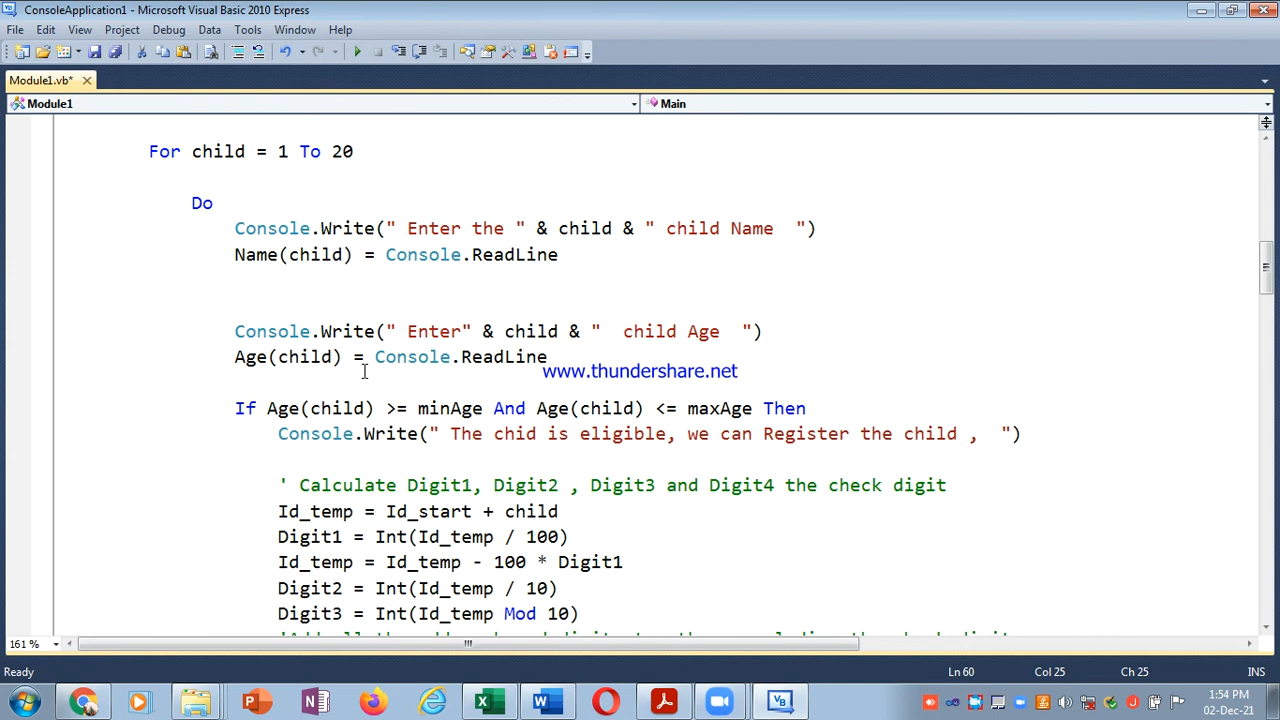 ConsoleApplication1 - Microsoft Visual Basic 2010 Express
File Edit View Project Debug Data Tools Window Help
Module1.vb*
Module1 Main
For child = 1 To 20
Do
Console.Write(" Enter the " & child & " child Name  ")
Name(child) = Console.ReadLine
Console.Write(" Enter" & child & "  child Age  ")
Age(child) = Console.ReadLine
www.thundershare.net
If Age(child) >= minAge And Age(child) <= maxAge Then
Console.Write(" The chid is eligible, we can Register the child ,  ")
' Calculate Digit1, Digit2 , Digit3 and Digit4 the check digit
Id_temp = Id_start + child
Digit1 = Int(Id_temp / 100)
Id_temp = Id_temp - 100 * Digit1
Digit2 = Int(Id_temp / 10)
Digit3 = Int(Id_temp Mod 10)
161 %
Ready Ln 60 Col 25 Ch 25 INS
1:54 PM
02-Dec-21